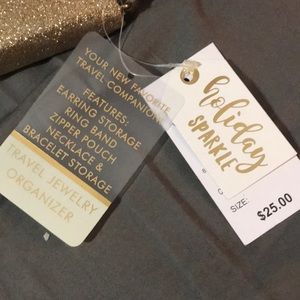 YOUR NEW FAVORITE
TRAVEL COMPANION
FEATURES:
EARRING STORAGE
RING BAND
ZIPPER POUCH
NECKLACE &
BRACELET STORAGE
TRAVEL JEWELRY
ORGANIZER
holiday
SPARKLE
SIZE:
$25.00